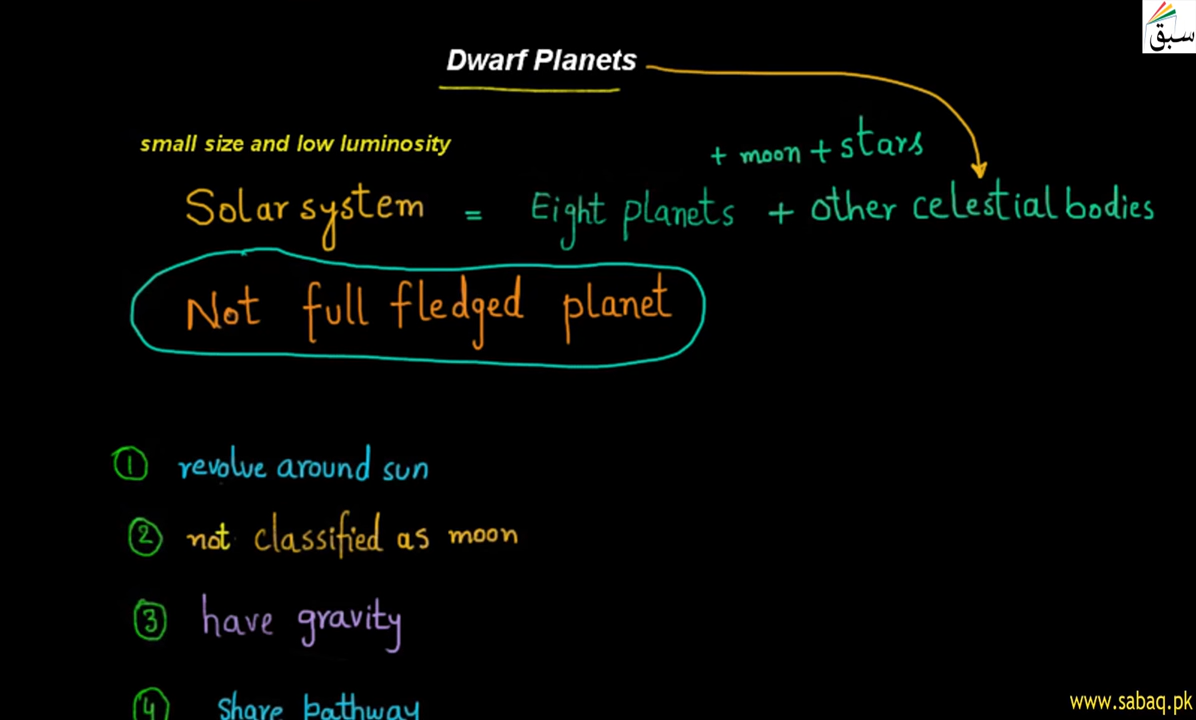 سبق
Dwarf Planets
small size and low luminosity
+ moon + stars
Solar system = Eight planets + other celestial bodies
Not full fledged planet
1 revolve around sun
2 not classified as moon
3 have gravity
4 share pathway
www.sabaq.pk